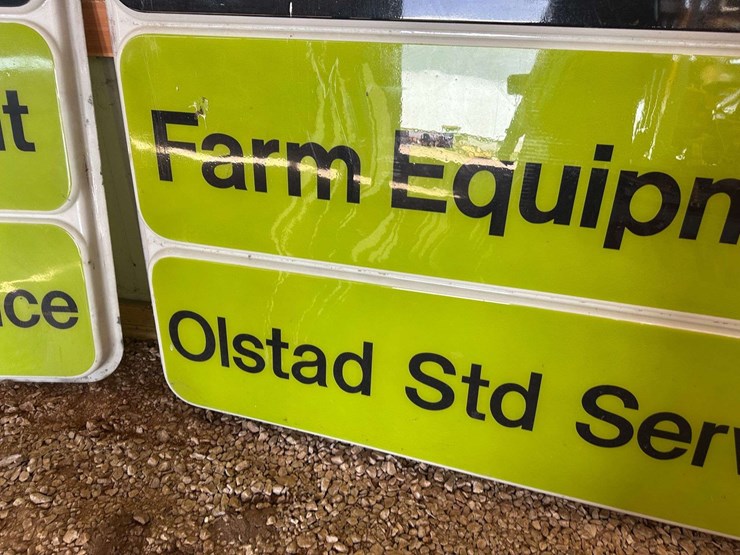 t
ce
Farm Equipm
Olstad Std Serv